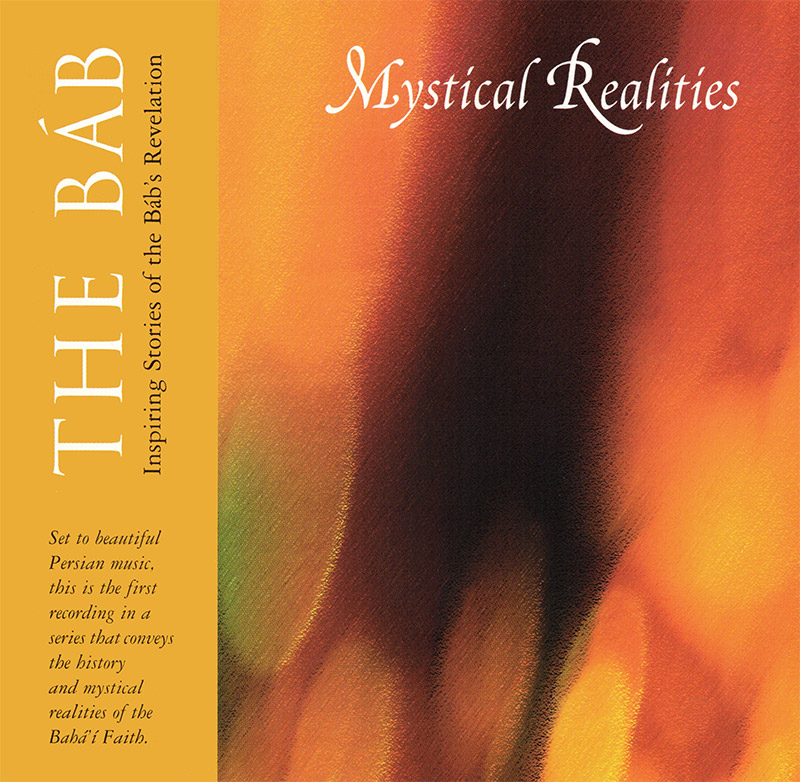 Mystical Realities
THE BÁB
Inspiring Stories of the Báb's Revelation
Set to beautiful
Persian music,
this is the first
recording in a
series that conveys
the history
and mystical
realities of the
Bahá'í Faith.